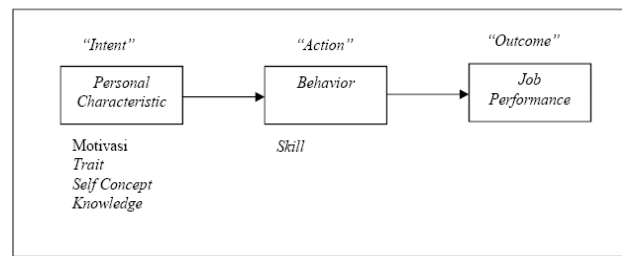 “Intent” “Action” “Outcome”
Personal Characteristic
Behavior
Job Performance
Motivasi
Trait
Self Concept
Knowledge
Skill